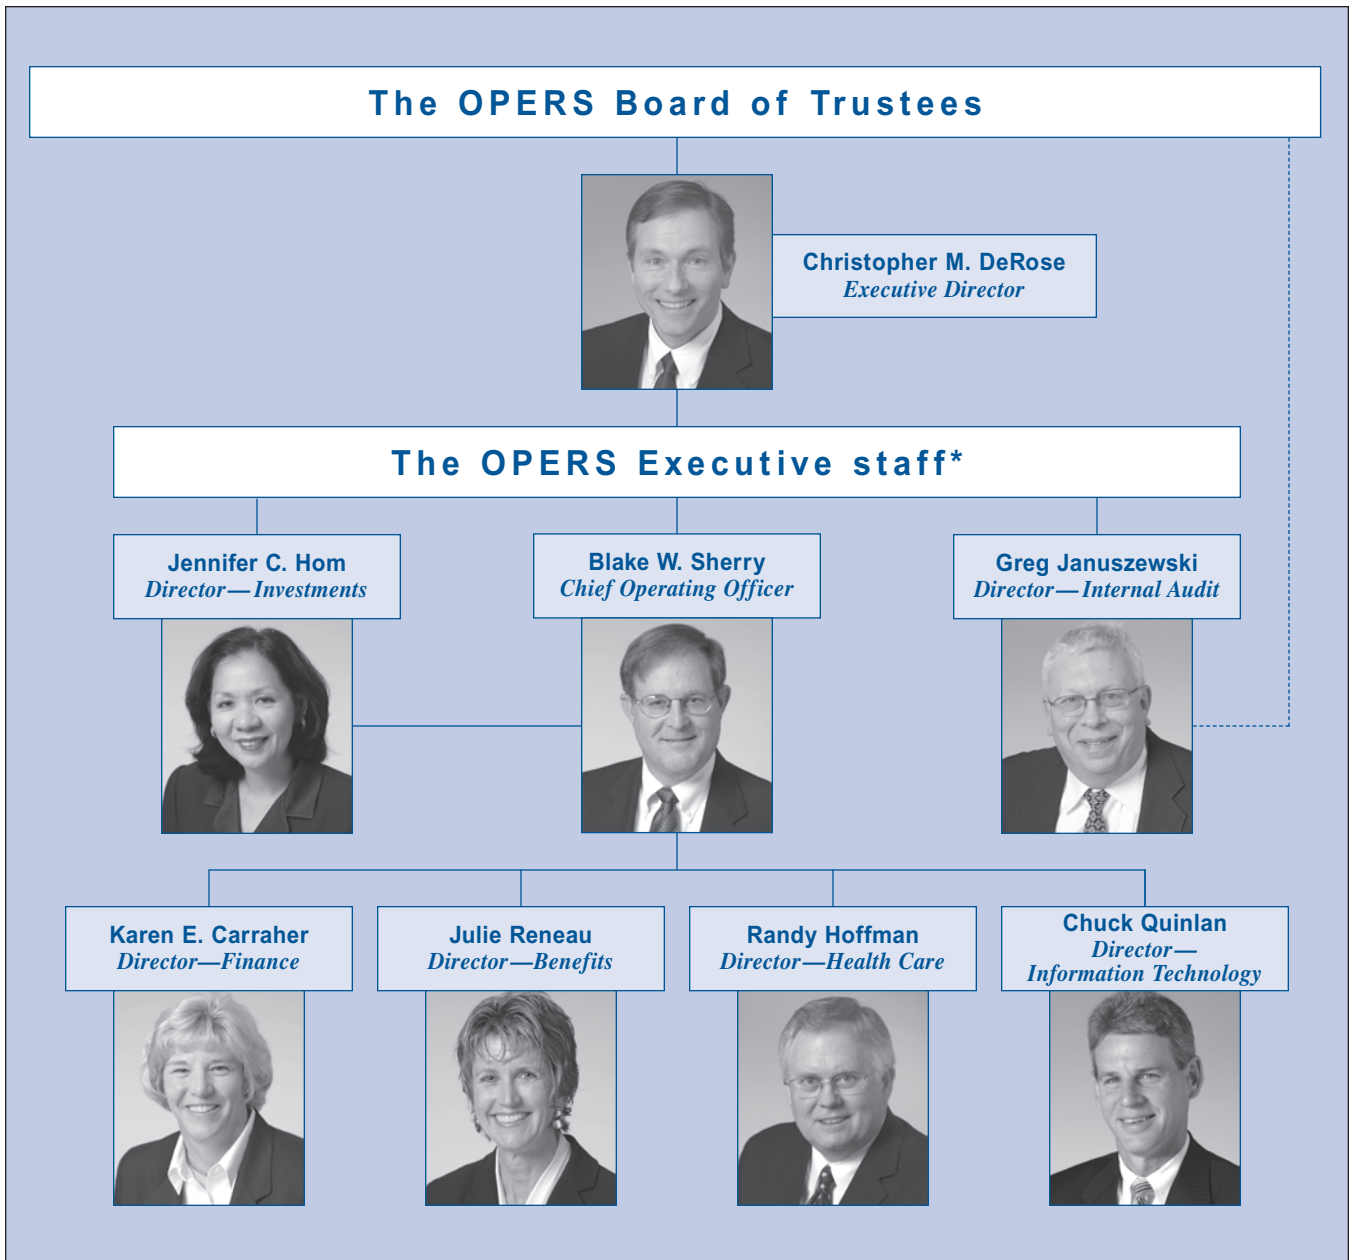 The OPERS Board of Trustees
Christopher M. DeRose
Executive Director
The OPERS Executive staff*
Jennifer C. Hom
Director—Investments
Blake W. Sherry
Chief Operating Officer
Greg Januszewski
Director—Internal Audit
Karen E. Carraher
Director—Finance
Julie Reneau
Director—Benefits
Randy Hoffman
Director—Health Care
Chuck Quinlan
Director—
Information Technology